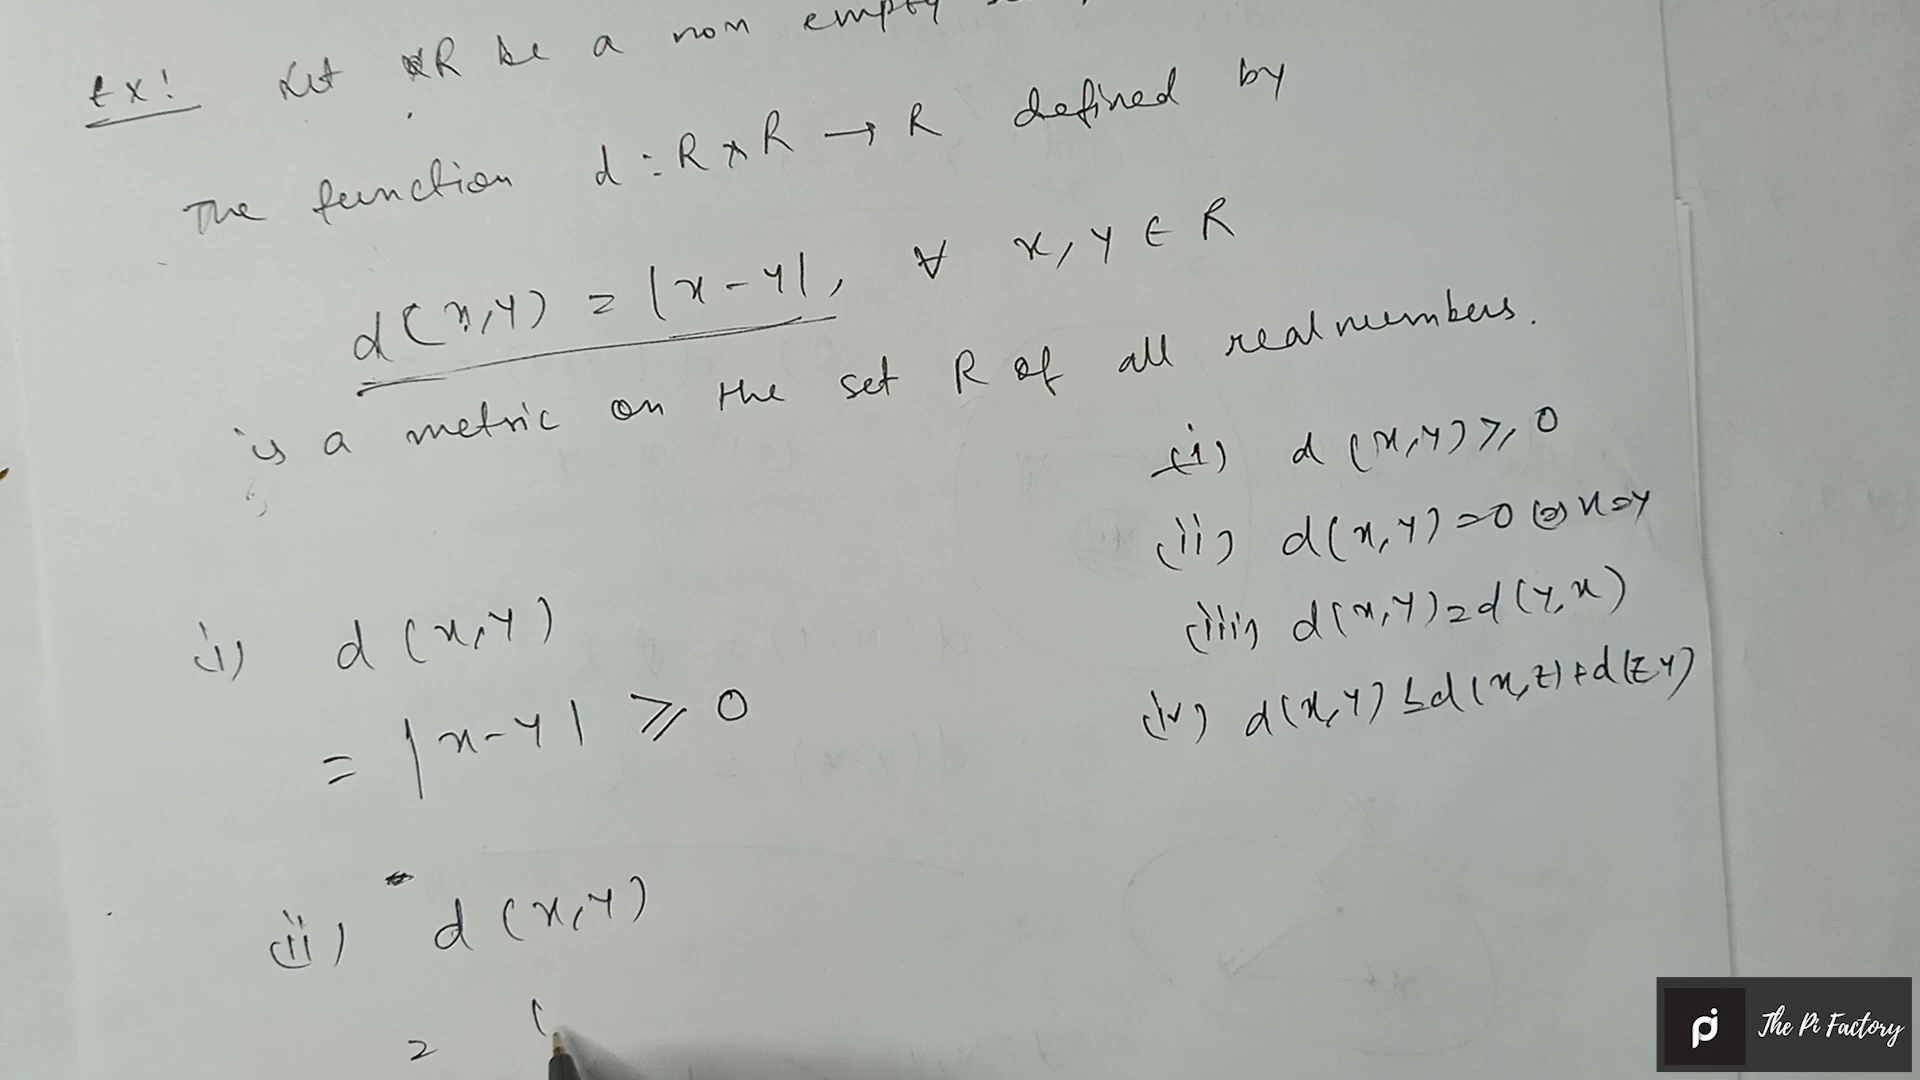 Ex! Let R be a non empty
The function d : R x R → R defined by
d(x,y) = |x-y|, ∀ x, y ∈ R
is a metric on the set R of all real numbers.
(i) d(x,y) ≥ 0
(ii) d(x,y) = 0 ⇔ x=y
(iii) d(x,y) = d(y,x)
(iv) d(x,y) ≤ d(x,z) + d(z,y)
(i) d(x,y)
= |x-y| ≥ 0
(ii) d(x,y)
=
pi The Pi Factory